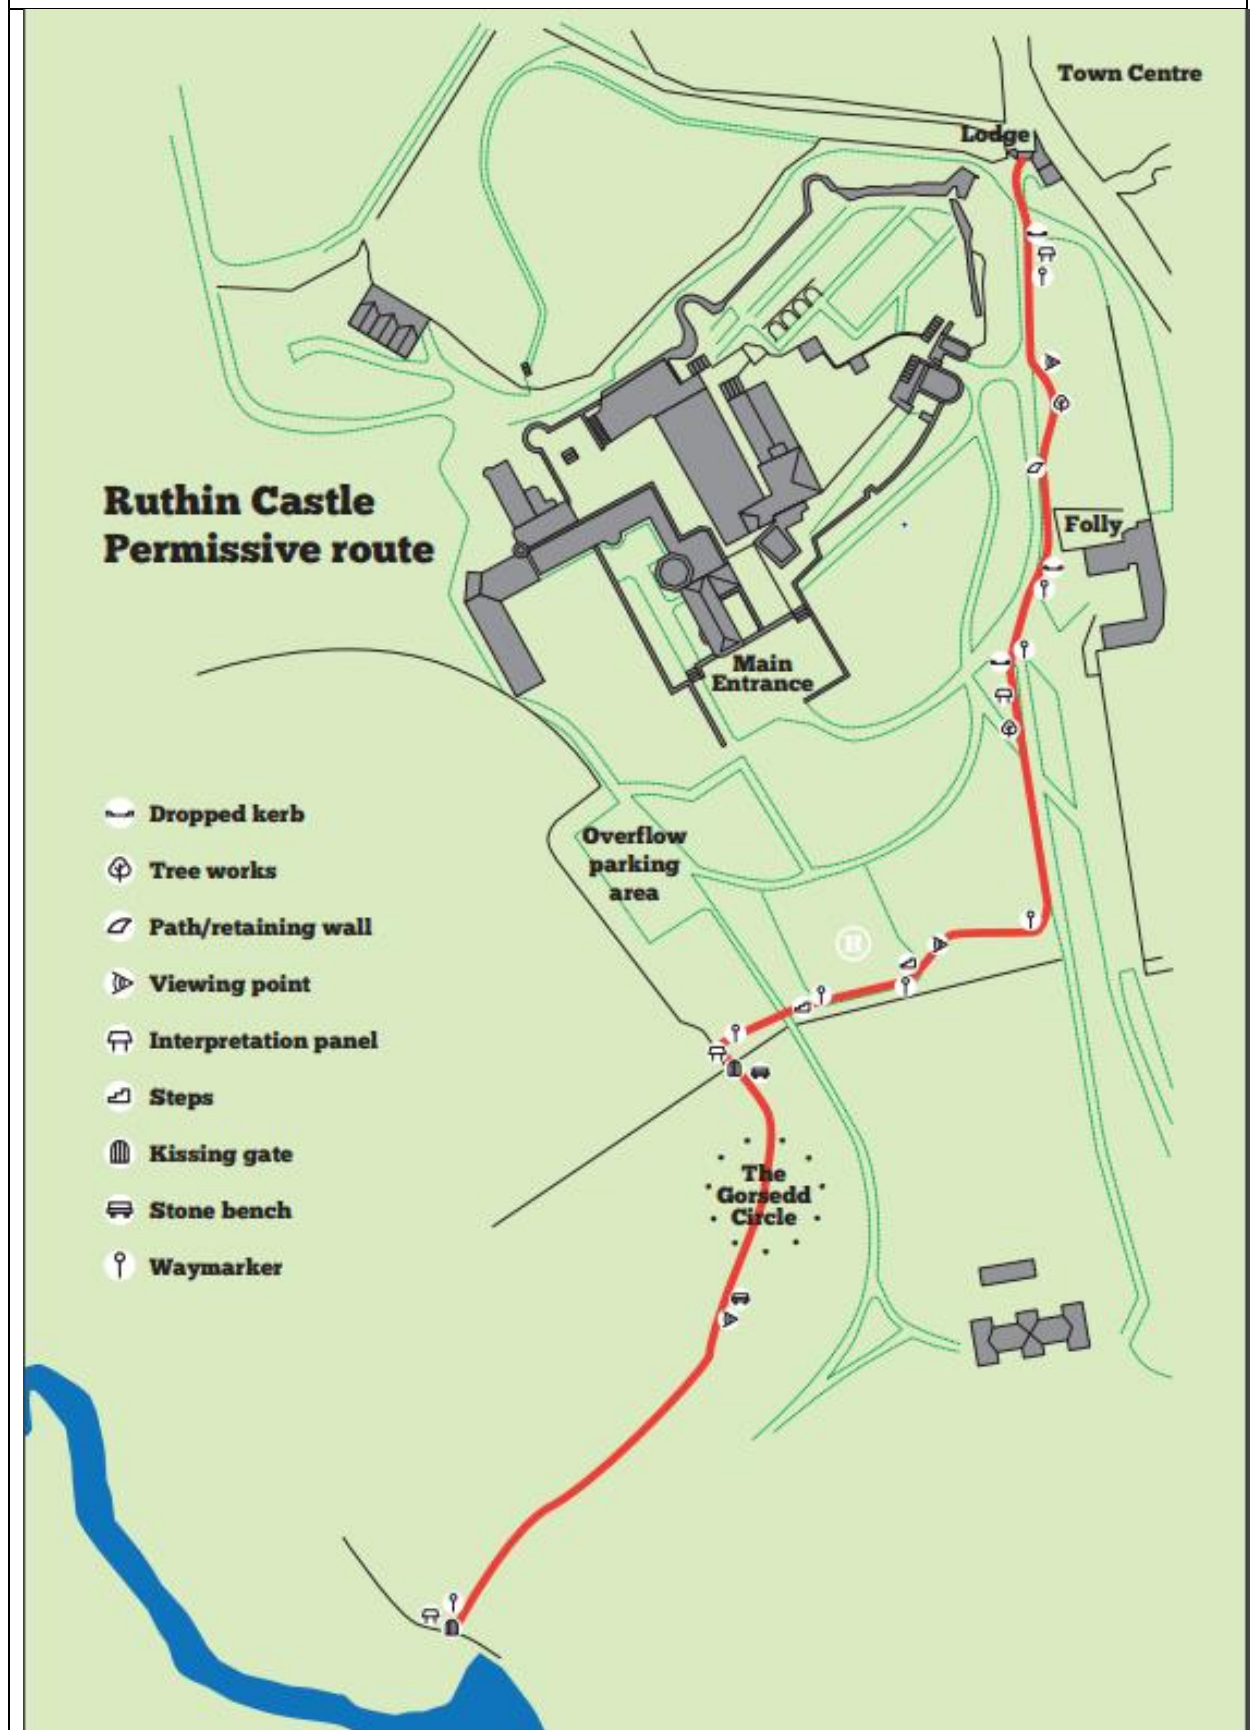 Town Centre
Lodge
Ruthin Castle
Permissive route
Folly
Main
Entrance
Dropped kerb
Tree works
Path/retaining wall
Viewing point
Interpretation panel
Steps
Kissing gate
Stone bench
Waymarker
Overflow
parking
area
H
The
Gorsedd
Circle